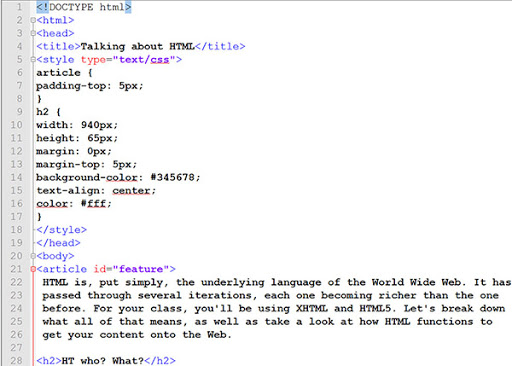 1 <!DOCTYPE html>
2 <html>
3 <head>
4 <title>Talking about HTML</title>
5 <style type="text/css">
6 article {
7 padding-top: 5px;
8 }
9 h2 {
10 width: 940px;
11 height: 65px;
12 margin: 0px;
13 margin-top: 5px;
14 background-color: #345678;
15 text-align: center;
16 color: #fff;
17 }
18 </style>
19 </head>
20 <body>
21 <article id="feature">
22 HTML is, put simply, the underlying language of the World Wide Web. It has
23 passed through several iterations, each one becoming richer than the one
24 before. For your class, you'll be using XHTML and HTML5. Let's break down
25 what all of that means, as well as take a look at how HTML functions to
26 get your content onto the Web.
27
28 <h2>HT who? What?</h2>